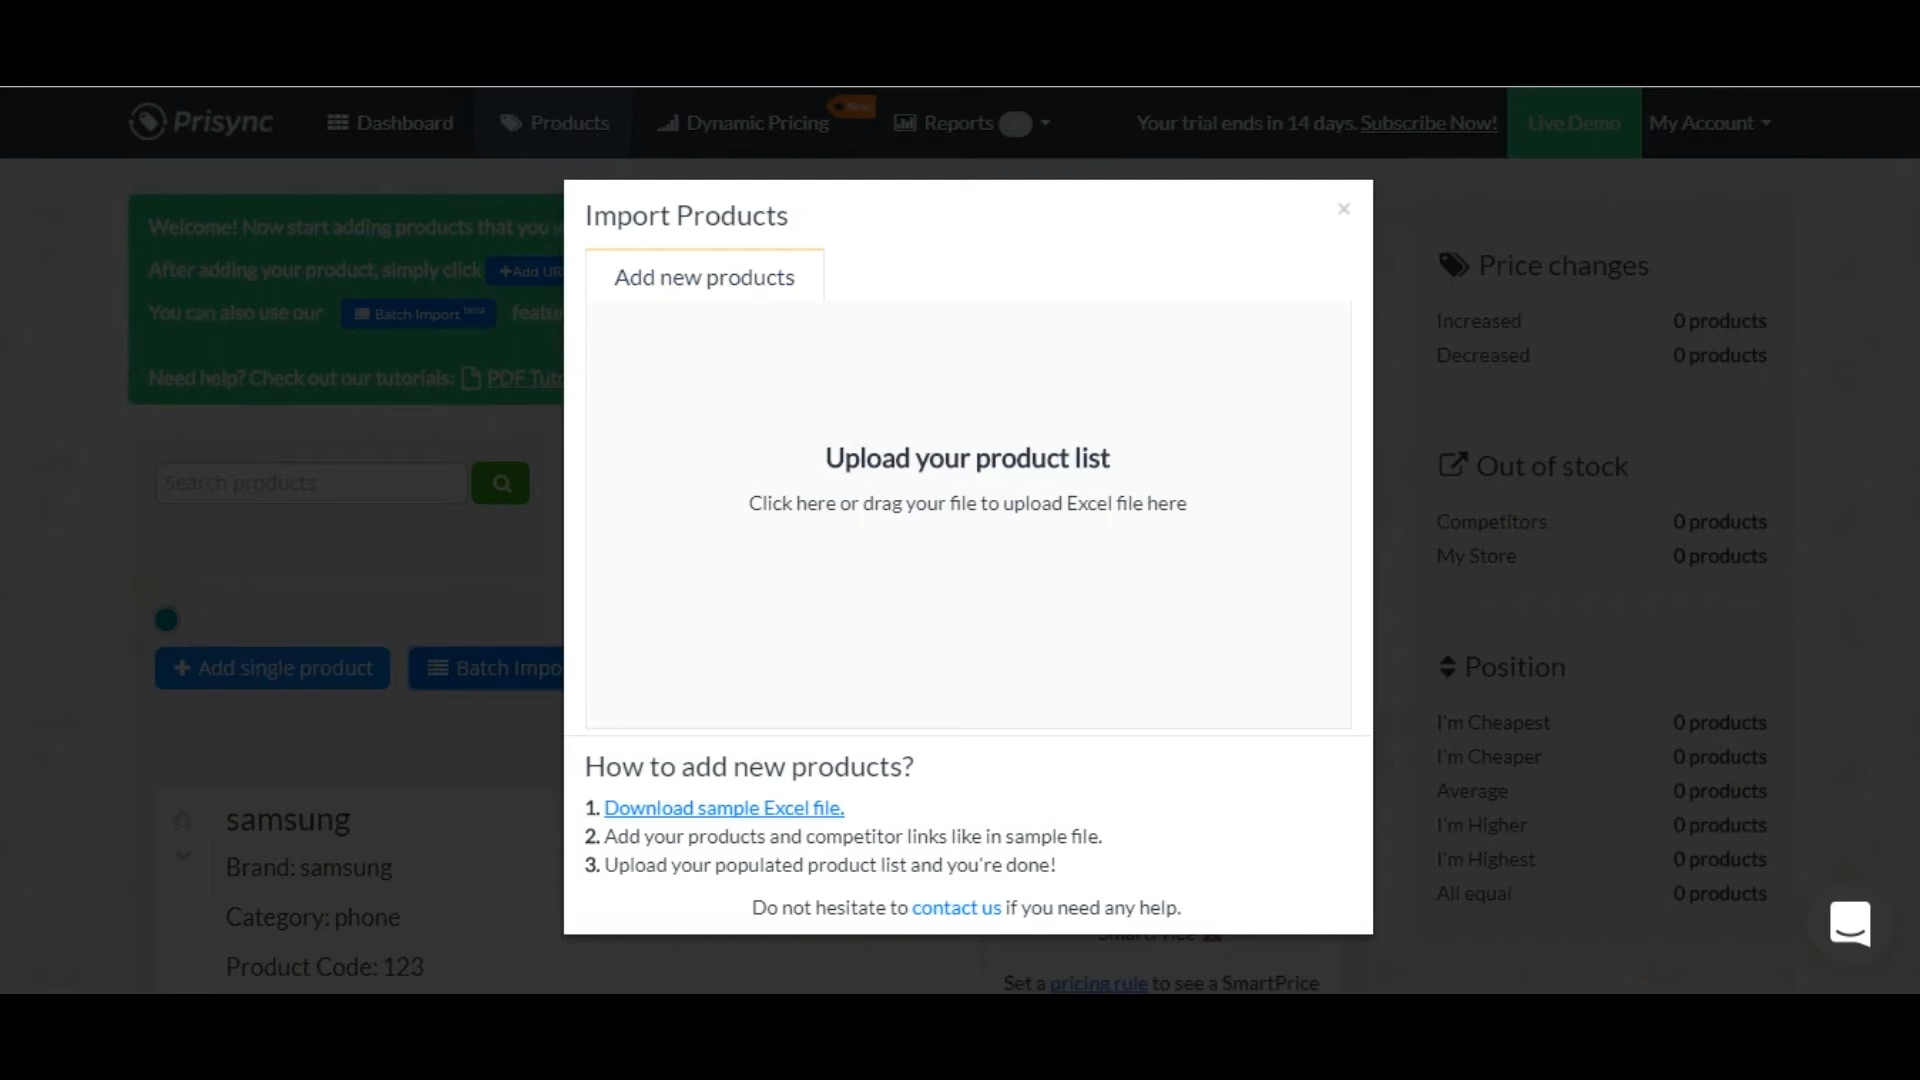 Prisync
Dashboard
Products
Dynamic Pricing
New!
Reports
Your trial ends in 14 days. Subscribe Now!
Live Demo
My Account
Welcome! Now start adding products that you
After adding your product, simply click +Add UR
You can also use our Batch Import beta
Need help? Check out our tutorials: PDF Tuto
Search products
Add single product
Batch Impo
samsung
Brand: samsung
Category: phone
Product Code: 123
Import Products
×
Add new products
Upload your product list
Click here or drag your file to upload Excel file here
How to add new products?
1. Download sample Excel file.
2. Add your products and competitor links like in sample file.
3. Upload your populated product list and you're done!
Do not hesitate to contact us if you need any help.
Set a pricing rule to see a SmartPrice
Price changes
Increased 0 products
Decreased 0 products
Out of stock
Competitors 0 products
My Store 0 products
Position
I'm Cheapest 0 products
I'm Cheaper 0 products
Average 0 products
I'm Higher 0 products
I'm Highest 0 products
All equal 0 products